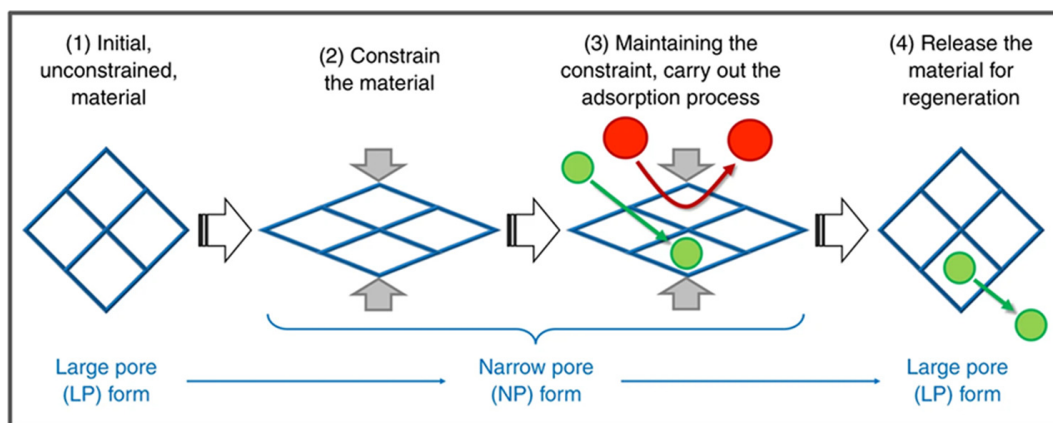 (1) Initial,
unconstrained,
material
(2) Constrain
the material
(3) Maintaining the
constraint, carry out the
adsorption process
(4) Release the
material for
regeneration
Large pore
(LP) form
Narrow pore
(NP) form
Large pore
(LP) form